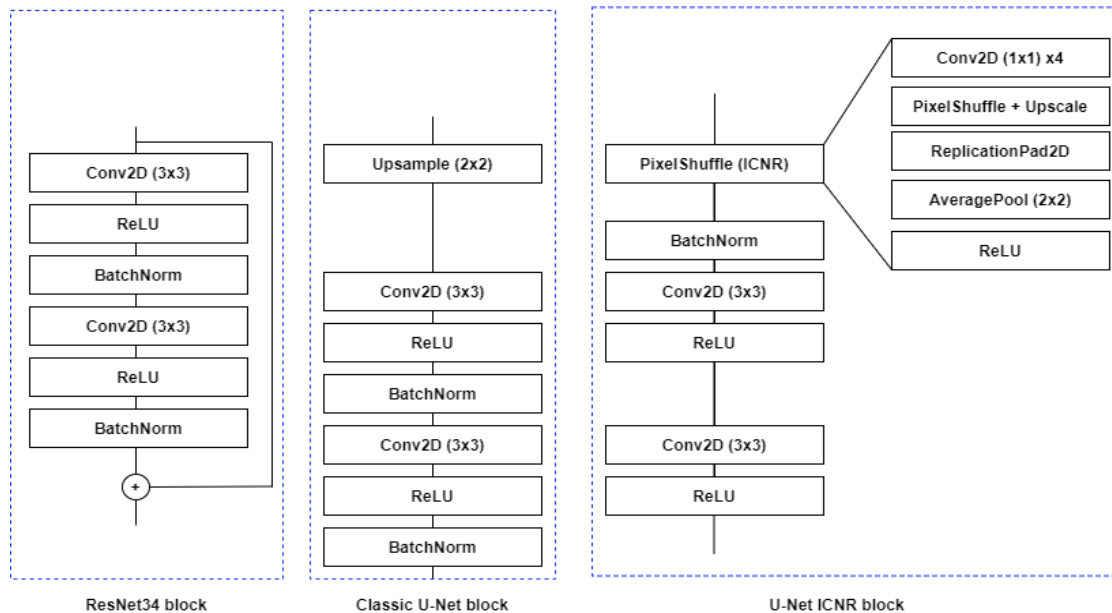 Conv2D (3x3)
ReLU
BatchNorm
Conv2D (3x3)
ReLU
BatchNorm
+
ResNet34 block
Upsample (2x2)
Conv2D (3x3)
ReLU
BatchNorm
Conv2D (3x3)
ReLU
BatchNorm
Classic U-Net block
PixelShuffle (ICNR)
BatchNorm
Conv2D (3x3)
ReLU
Conv2D (3x3)
ReLU
Conv2D (1x1) x4
PixelShuffle + Upscale
ReplicationPad2D
AveragePool (2x2)
ReLU
U-Net ICNR block